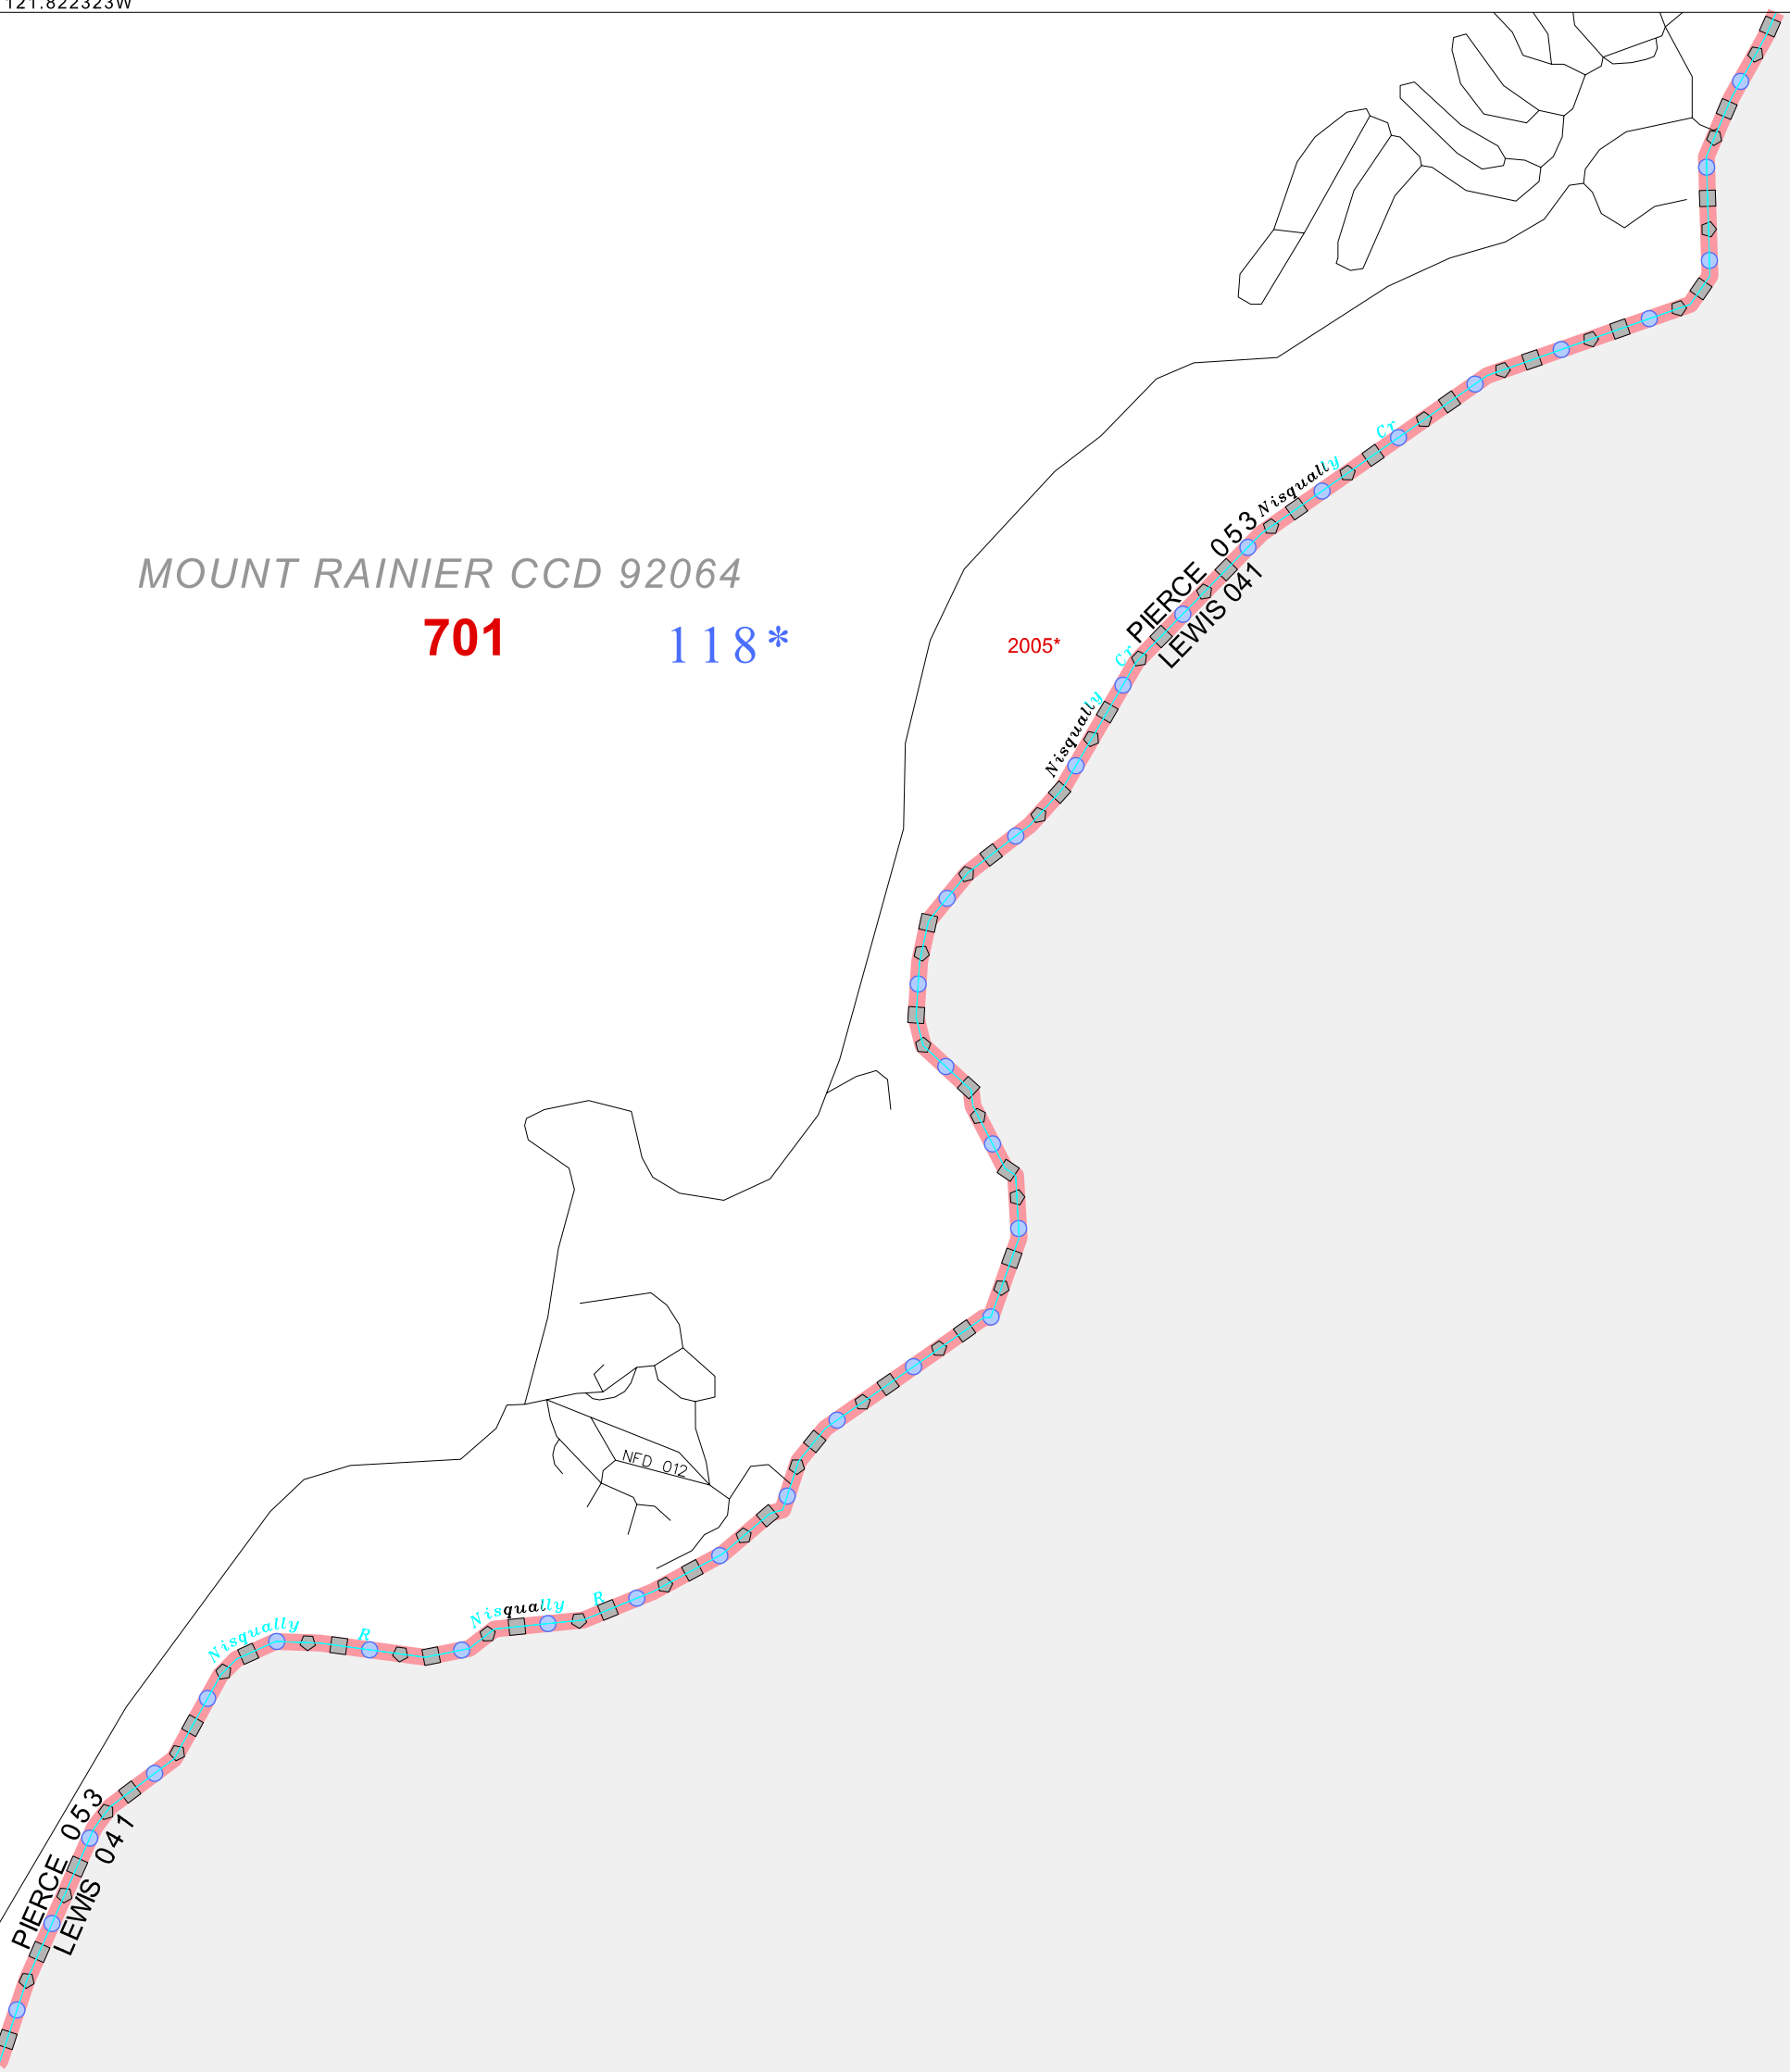 121.822323W
Nisqually Cr
PIERCE 053
LEWIS 041
MOUNT RAINIER CCD 92064
701
118*
2005*
Nisqually Cr
NFD 012
Nisqually R
Nisqually R
PIERCE 053
LEWIS 041